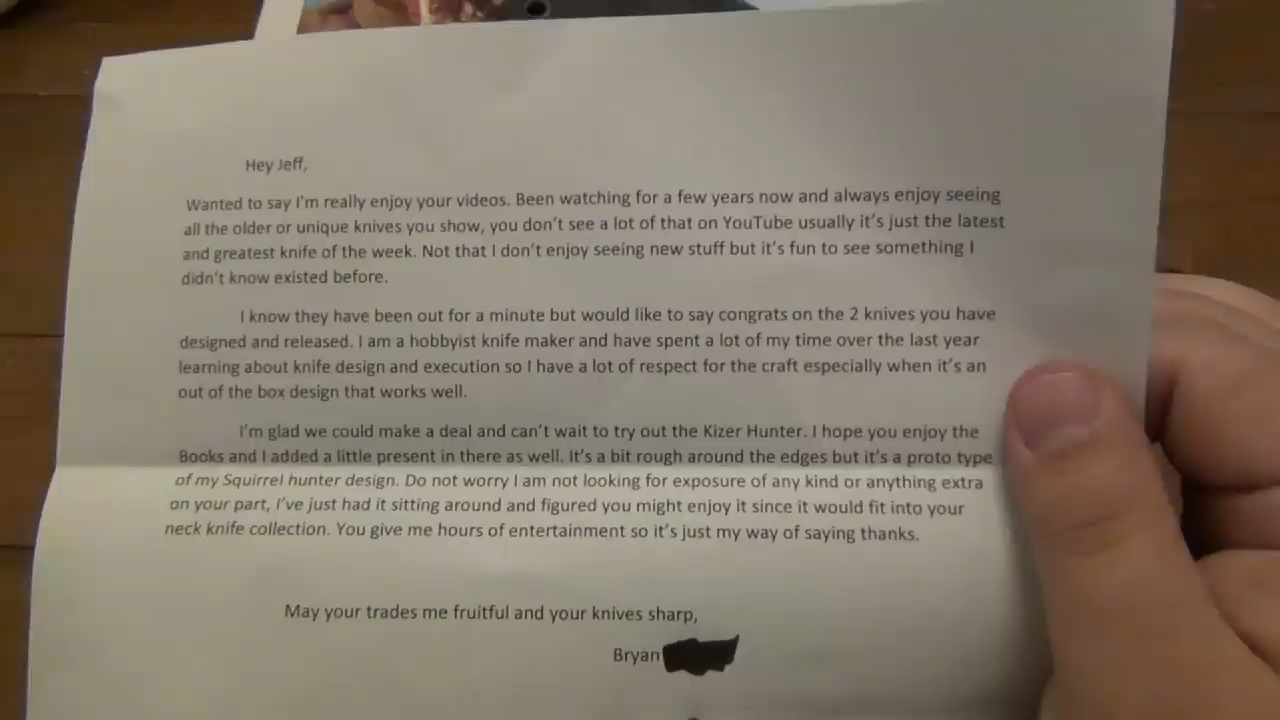 Hey Jeff,
Wanted to say I'm really enjoy your videos. Been watching for a few years now and always enjoy seeing
all the older or unique knives you show, you don't see a lot of that on YouTube usually it's just the latest
and greatest knife of the week. Not that I don't enjoy seeing new stuff but it's fun to see something I
didn't know existed before.
I know they have been out for a minute but would like to say congrats on the 2 knives you have
designed and released. I am a hobbyist knife maker and have spent a lot of my time over the last year
learning about knife design and execution so I have a lot of respect for the craft especially when it's an
out of the box design that works well.
I'm glad we could make a deal and can't wait to try out the Kizer Hunter. I hope you enjoy the
Books and I added a little present in there as well. It's a bit rough around the edges but it's a proto type
of my Squirrel hunter design. Do not worry I am not looking for exposure of any kind or anything extra
on your part, I've just had it sitting around and figured you might enjoy it since it would fit into your
neck knife collection. You give me hours of entertainment so it's just my way of saying thanks.
May your trades me fruitful and your knives sharp,
Bryan